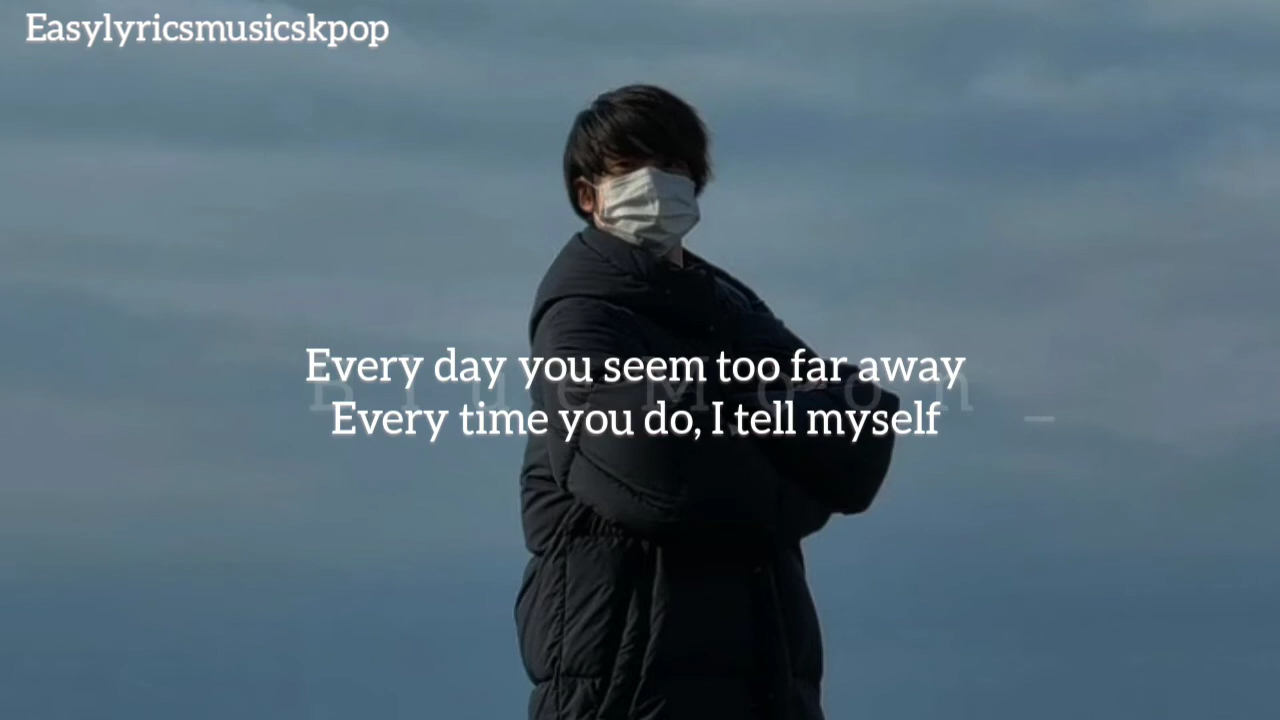 Easylyricsmusicskpop
Every day you seem too far away
Every time you do, I tell myself